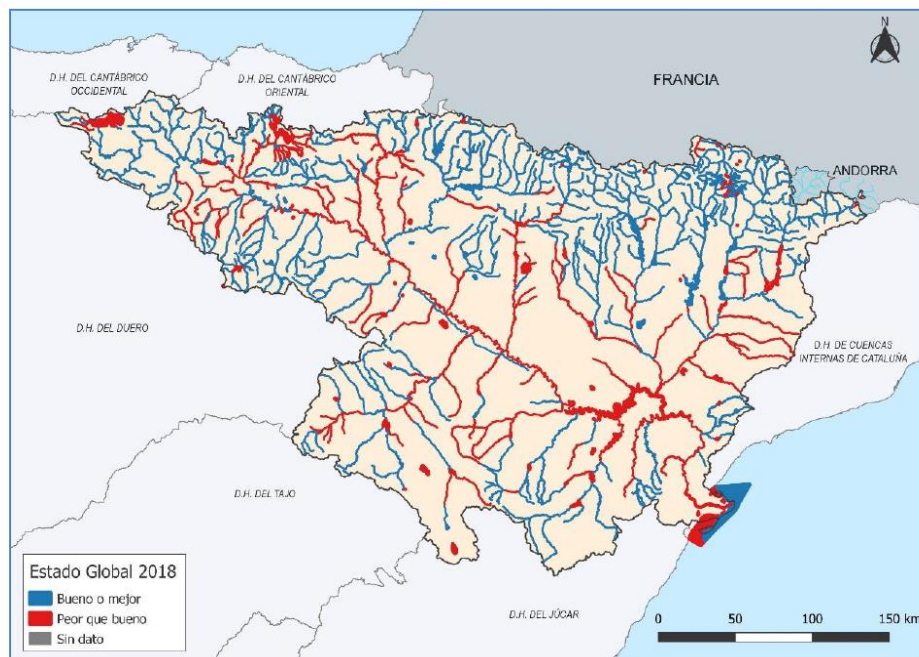 N
D.H. DEL CANTÁBRICO
OCCIDENTAL
D.H. DEL CANTÁBRICO
ORIENTAL
FRANCIA
ANDORRA
D.H. DEL DUERO
D.H. DE CUENCAS
INTERNAS DE CATALUÑA
D.H. DEL TAJO
D.H. DEL JÚCAR
Estado Global 2018
Bueno o mejor
Peor que bueno
Sin dato
0 50 100 150 km